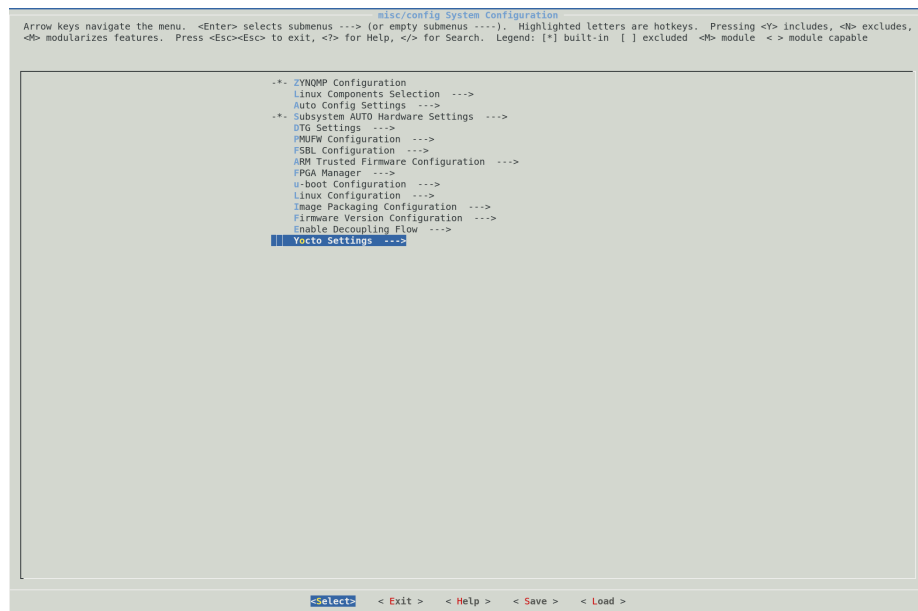 misc/config System Configuration
Arrow keys navigate the menu.  <Enter> selects submenus ---> (or empty submenus ----).  Highlighted letters are hotkeys.  Pressing <Y> includes, <N> excludes,
<M> modularizes features.  Press <Esc><Esc> to exit, <?> for Help, </> for Search.  Legend: [*] built-in  [ ] excluded  <M> module  < > module capable
-*- ZYNQMP Configuration
Linux Components Selection  --->
Auto Config Settings  --->
-*- Subsystem AUTO Hardware Settings  --->
DTG Settings  --->
PMUFW Configuration  --->
FSBL Configuration  --->
ARM Trusted Firmware Configuration  --->
FPGA Manager  --->
u-boot Configuration  --->
Linux Configuration  --->
Image Packaging Configuration  --->
Firmware Version Configuration  --->
Enable Decoupling Flow  --->
Yocto Settings  --->
<Select>    < Exit >    < Help >    < Save >    < Load >